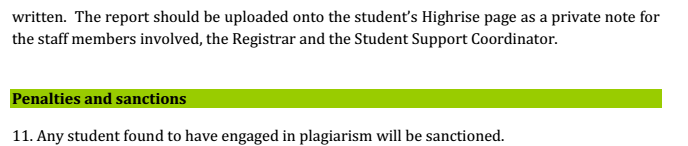 written.  The report should be uploaded onto the student’s Highrise page as a private note for
the staff members involved, the Registrar and the Student Support Coordinator.
Penalties and sanctions
11. Any student found to have engaged in plagiarism will be sanctioned.